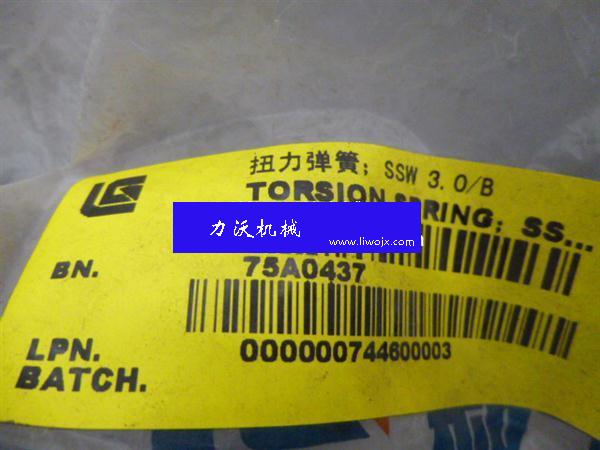 扭力弹簧; SSW 3.0/B
TORSION SPRING; SS...
力沃机械
www.liwojx.com
BN.
75A0437
LPN.
000000744600003
BATCH.